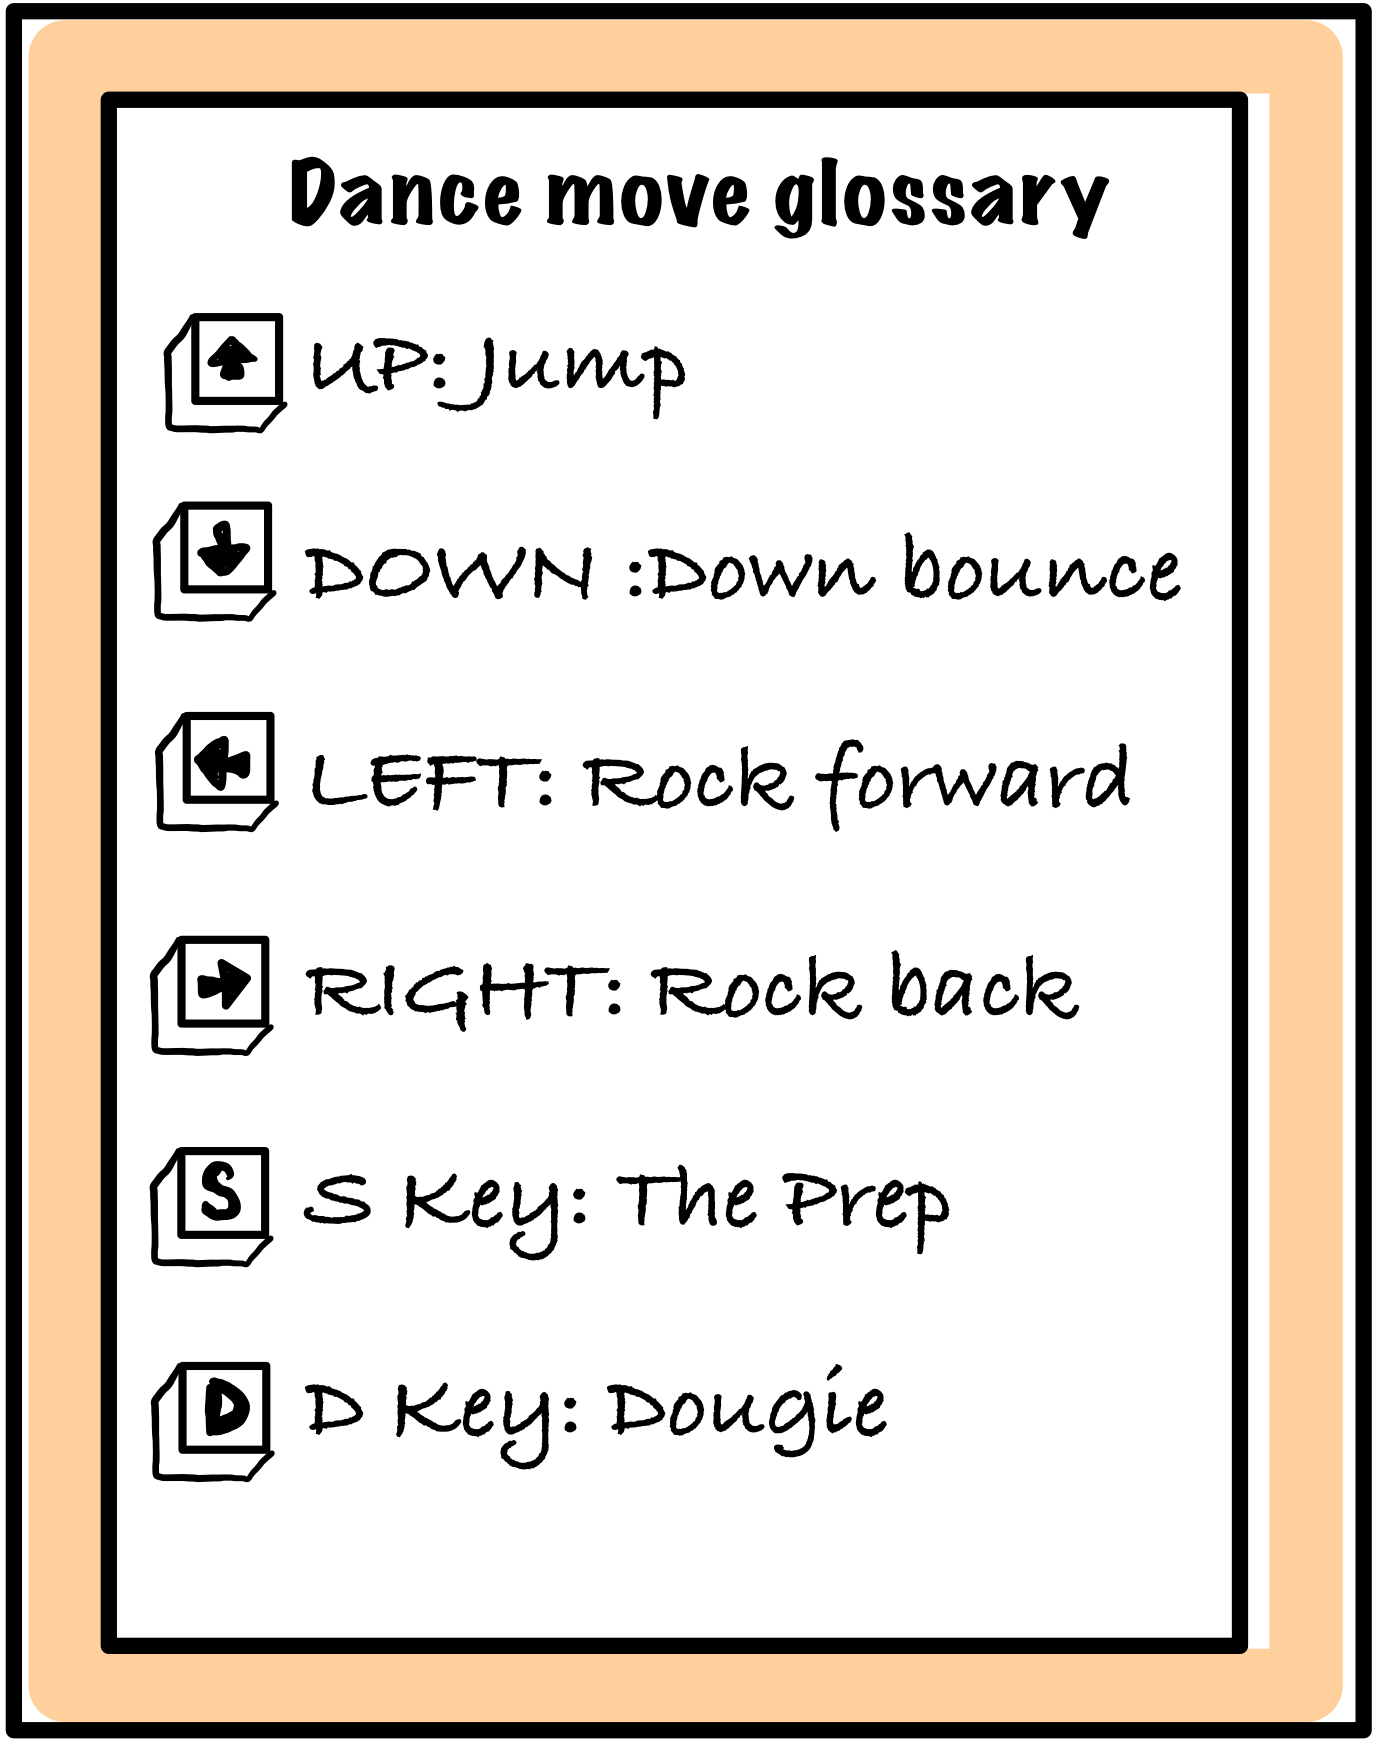 Dance move glossary
UP: Jump
DOWN :Down bounce
LEFT: Rock forward
RIGHT: Rock back
S S Key: The Prep
D D Key: Dougie